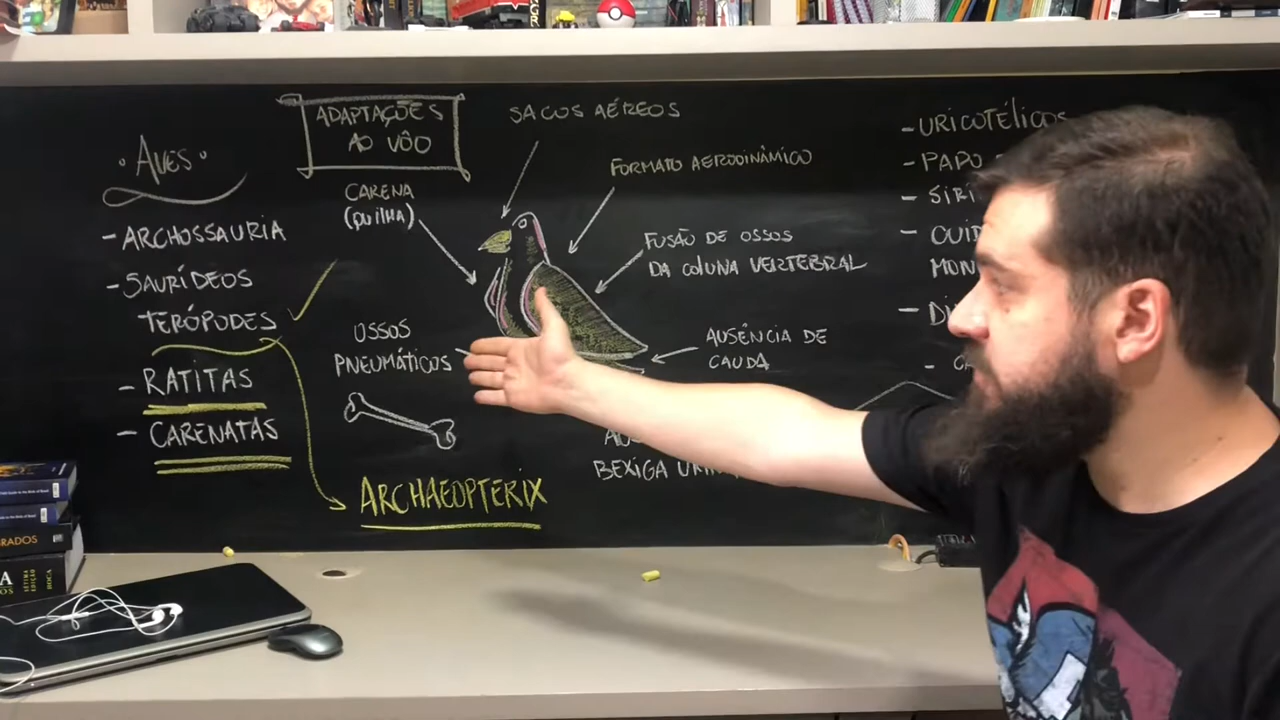 • AVES •
- ARCHOSSAURIA
- SAURÍDEOS
TERÓPODES
- RATITAS
- CARENATAS
ADAPTAÇÕES
AO VÔO
SACOS AÉREOS
FORMATO AERODINÂMICO
CARENA
(QUILHA)
FUSÃO DE OSSOS
DA COLUNA VERTEBRAL
OSSOS
PNEUMÁTICOS
AUSÊNCIA DE
CAUDA
BEXIGA
ARCHAEOPTERIX
- URICOTÉLICOS
- PAPO